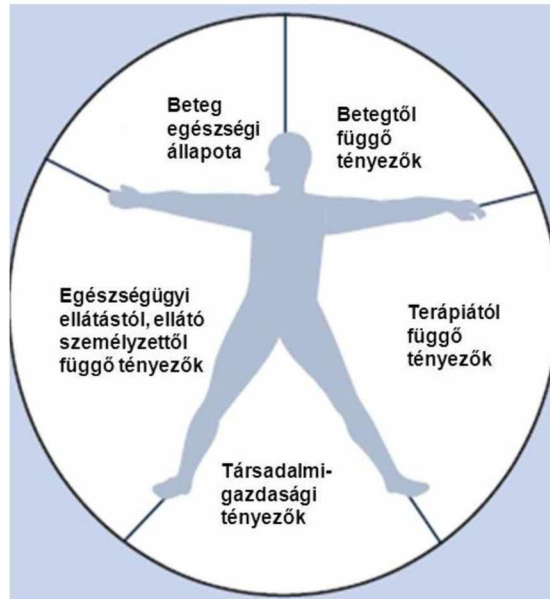 Beteg
egészségi
állapota
Betegtől
függő
tényezők
Egészségügyi
ellátástól, ellátó
személyzettől
függő tényezők
Terápiától
függő
tényezők
Társadalmi-
gazdasági
tényezők